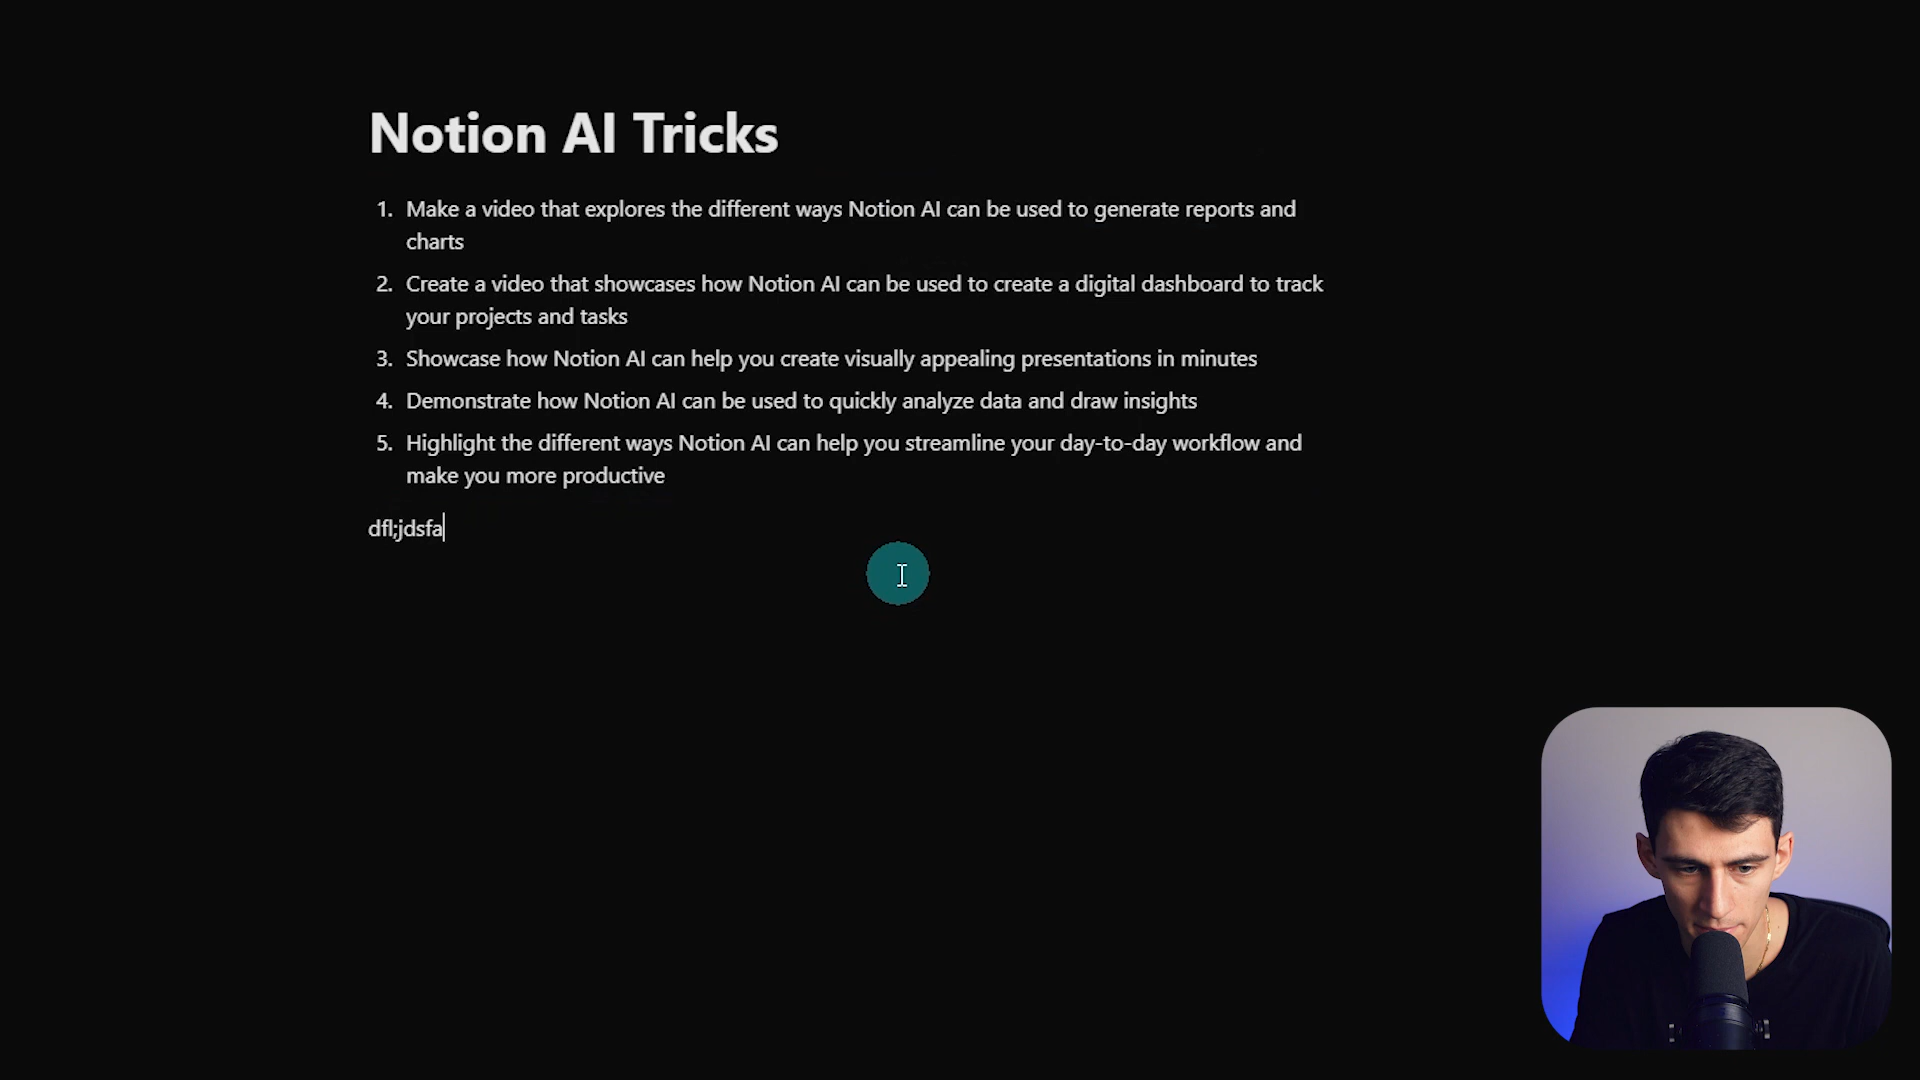 Notion AI Tricks
1. Make a video that explores the different ways Notion AI can be used to generate reports and
charts
2. Create a video that showcases how Notion AI can be used to create a digital dashboard to track
your projects and tasks
3. Showcase how Notion AI can help you create visually appealing presentations in minutes
4. Demonstrate how Notion AI can be used to quickly analyze data and draw insights
5. Highlight the different ways Notion AI can help you streamline your day-to-day workflow and
make you more productive
dfl;jdsfa